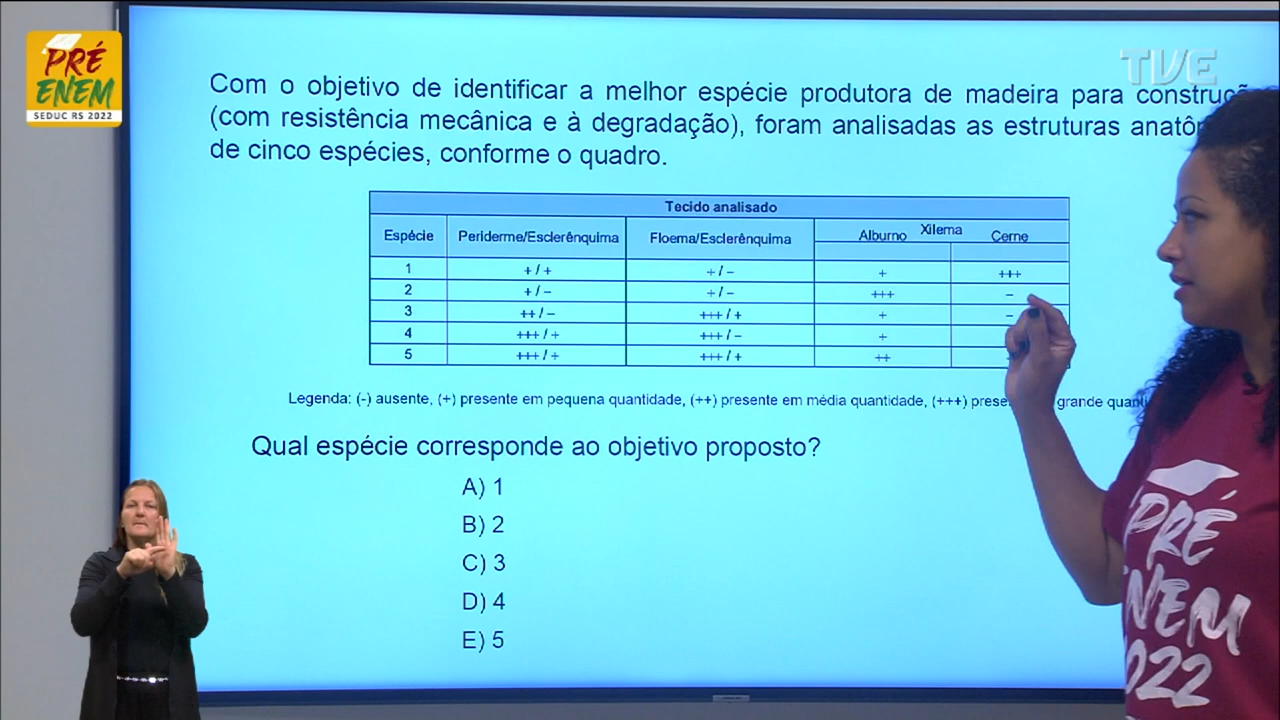 PRÉ
ENEM
SEDUC RS 2022
TVE
Com o objetivo de identificar a melhor espécie produtora de madeira para
(com resistência mecânica e à degradação), foram analisadas as estruturas
de cinco espécies, conforme o quadro.
Tecido analisado
Espécie Periderme/Esclerênquima Floema/Esclerênquima Xilema
Alburno Cerne
1 + / + + / – + +++
2 + / – + / – +++ –
3 ++ / – +++ / + + –
4 +++ / + +++ / – +
5 +++ / + +++ / + ++
Legenda: (-) ausente, (+) presente em pequena quantidade, (++) presente em média quantidade, (+++) grande
Qual espécie corresponde ao objetivo proposto?
A) 1
B) 2
C) 3
D) 4
E) 5
PRÉ
ENEM
2022